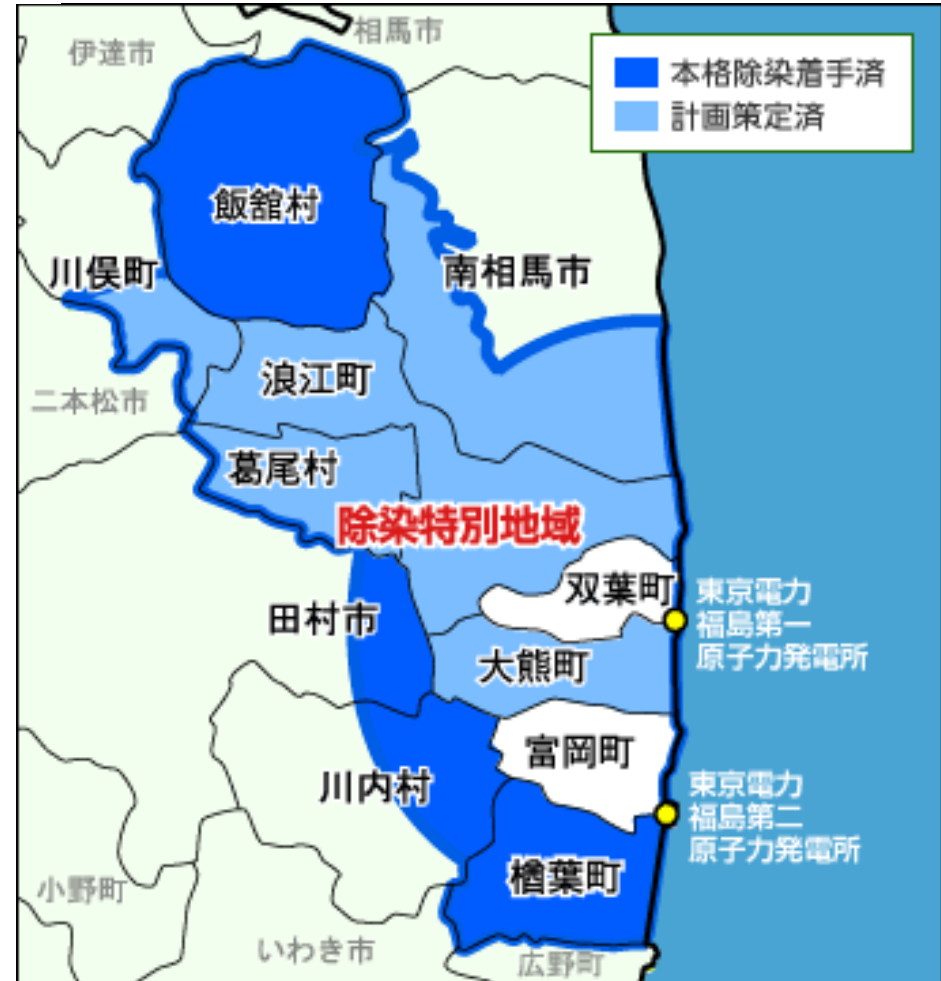 伊達市
相馬市
本格除染着手済
計画策定済
飯舘村
川俣町
南相馬市
浪江町
二本松市
葛尾村
除染特別地域
双葉町
東京電力
福島第一
原子力発電所
田村市
大熊町
富岡町
川内村
東京電力
福島第二
原子力発電所
楢葉町
小野町
いわき市
広野町